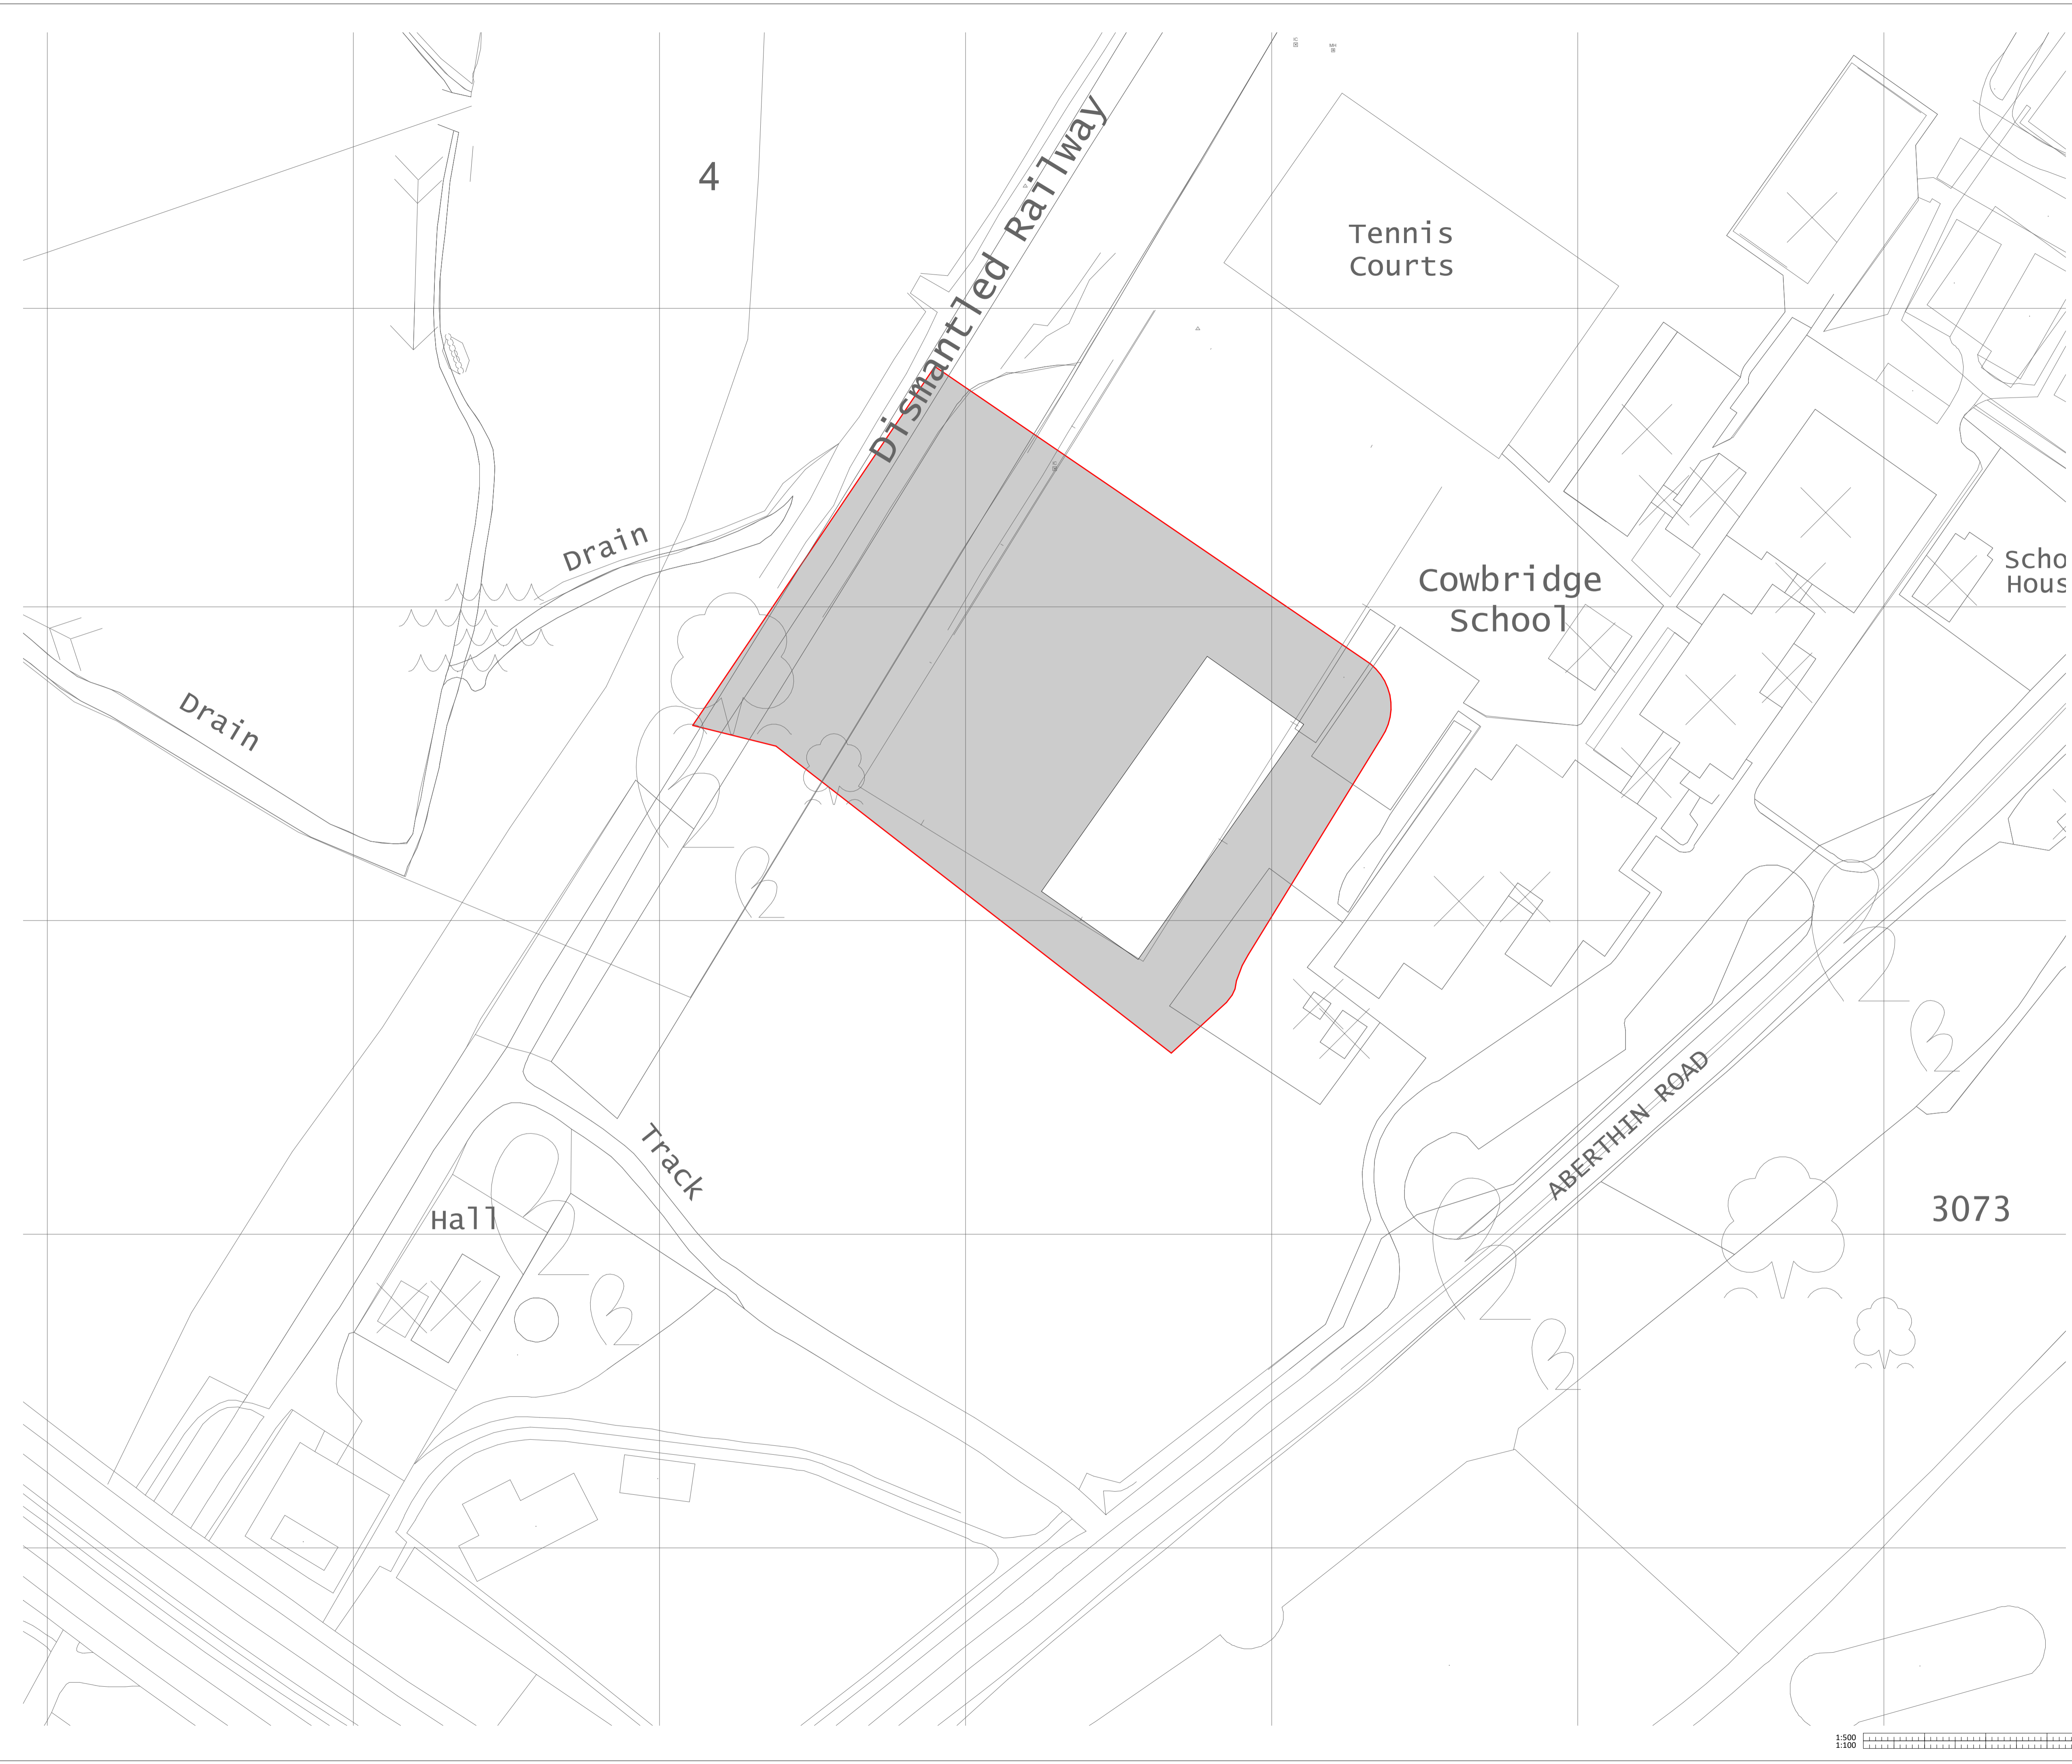 4
Dismantled Railway
Tennis
Courts
Drain
Drain
Cowbridge
School
Scho
Hous
Track
ABERTHIN ROAD
Hall
3073
1:500
1:100